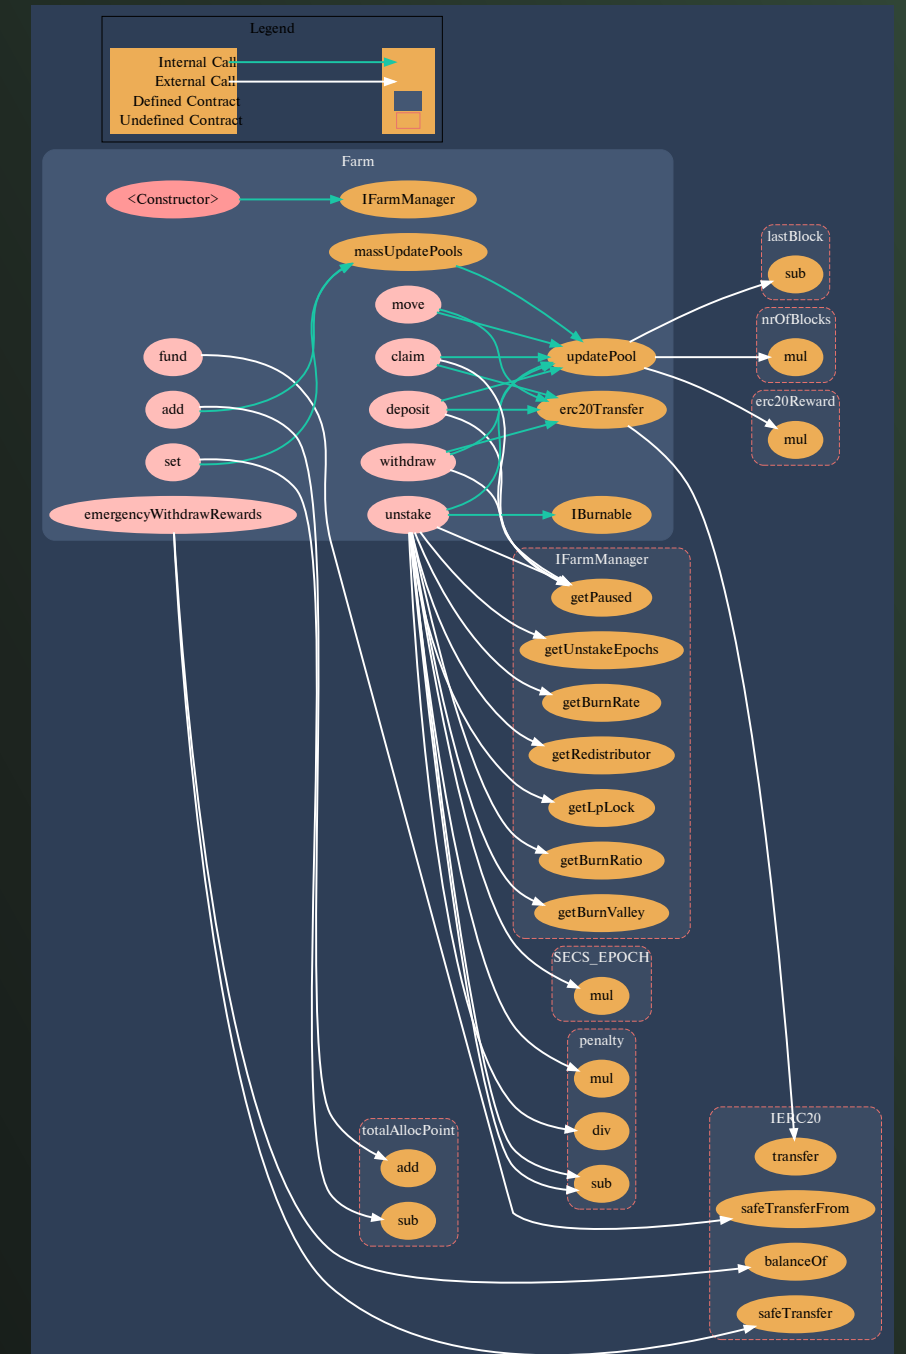 Legend
Internal Call
External Call
Defined Contract
Undefined Contract
Farm
<Constructor>
IFarmManager
massUpdatePools
move
fund
claim
updatePool
add
deposit
erc20Transfer
set
withdraw
emergencyWithdrawRewards
unstake
IBurnable
lastBlock
sub
nrOfBlocks
mul
erc20Reward
mul
IFarmManager
getPaused
getUnstakeEpochs
getBurnRate
getRedistributor
getLpLock
getBurnRatio
getBurnValley
SECS_EPOCH
mul
penalty
mul
div
sub
totalAllocPoint
add
sub
IERC20
transfer
safeTransferFrom
balanceOf
safeTransfer